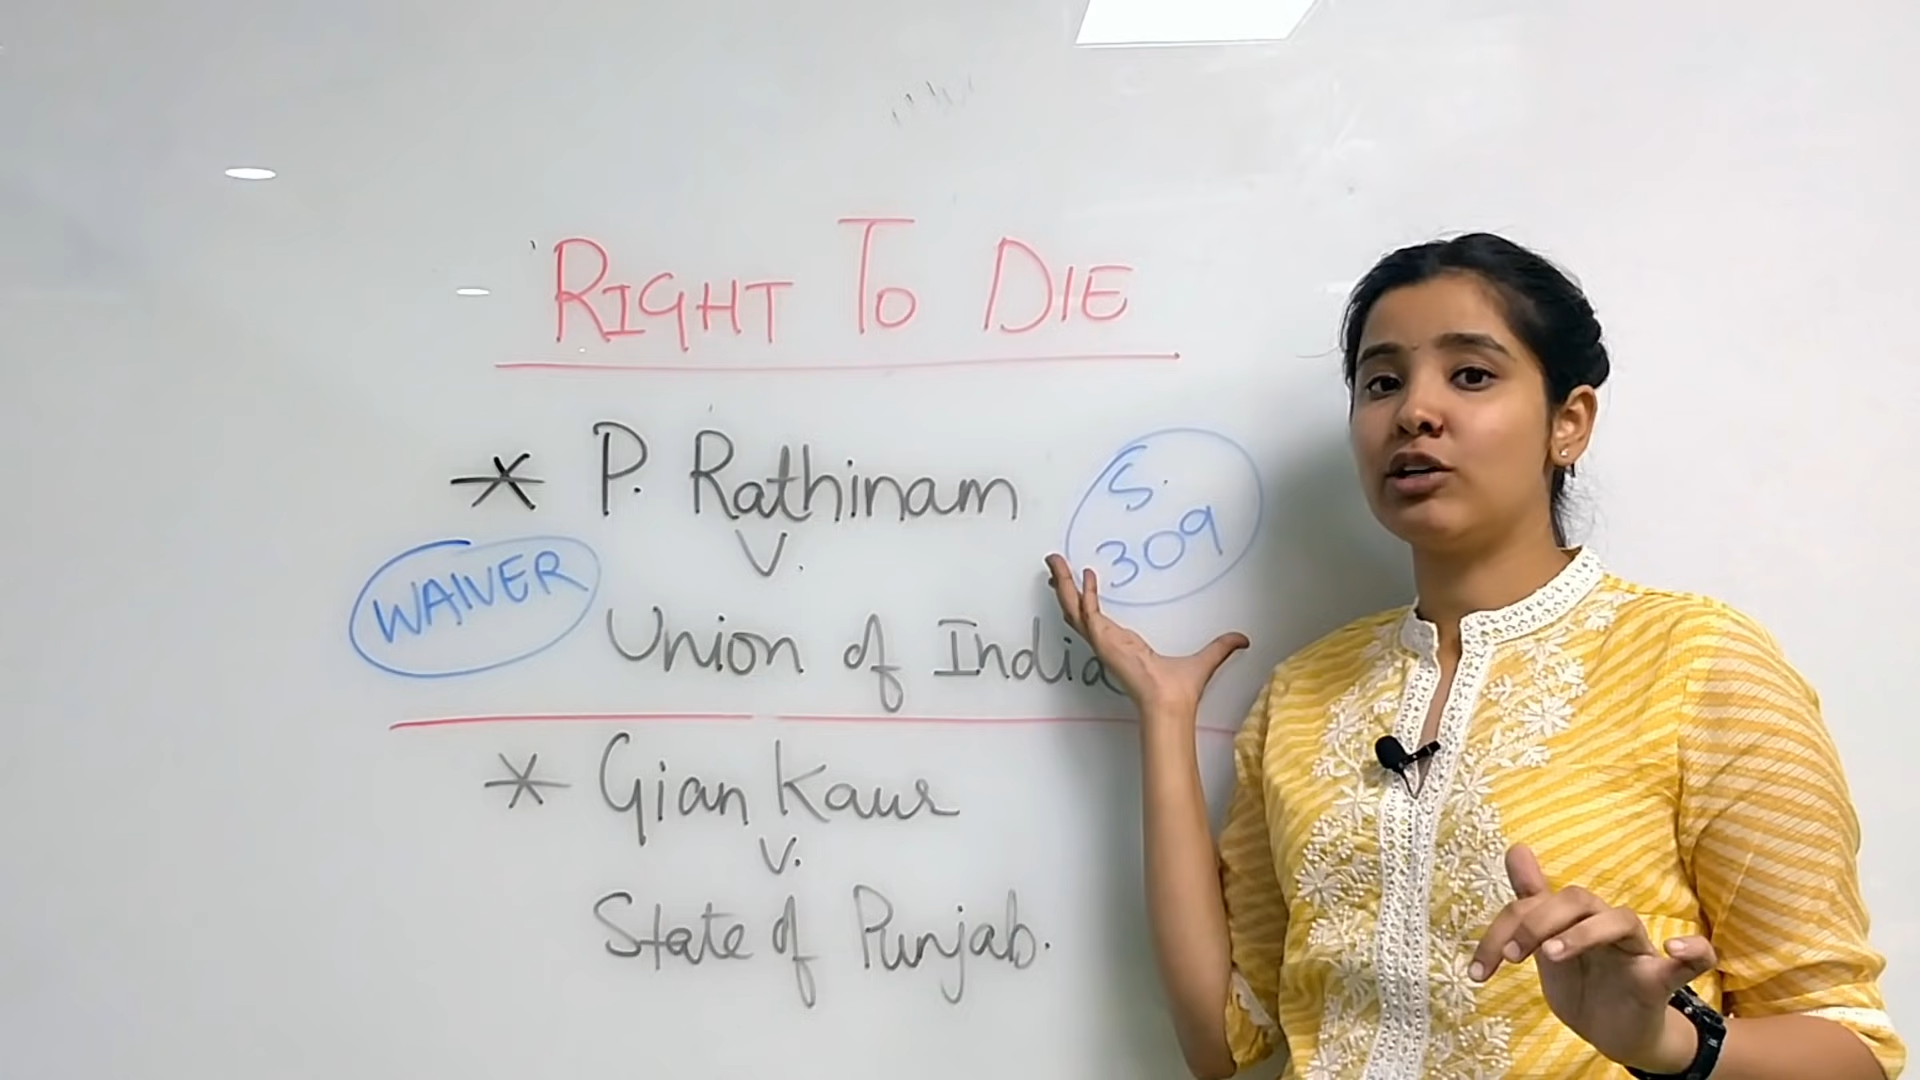 RIGHT TO DIE
* P. Rathinam
S.
309
V.
WAIVER
Union of India
* Gian Kaur
V.
State of Punjab.